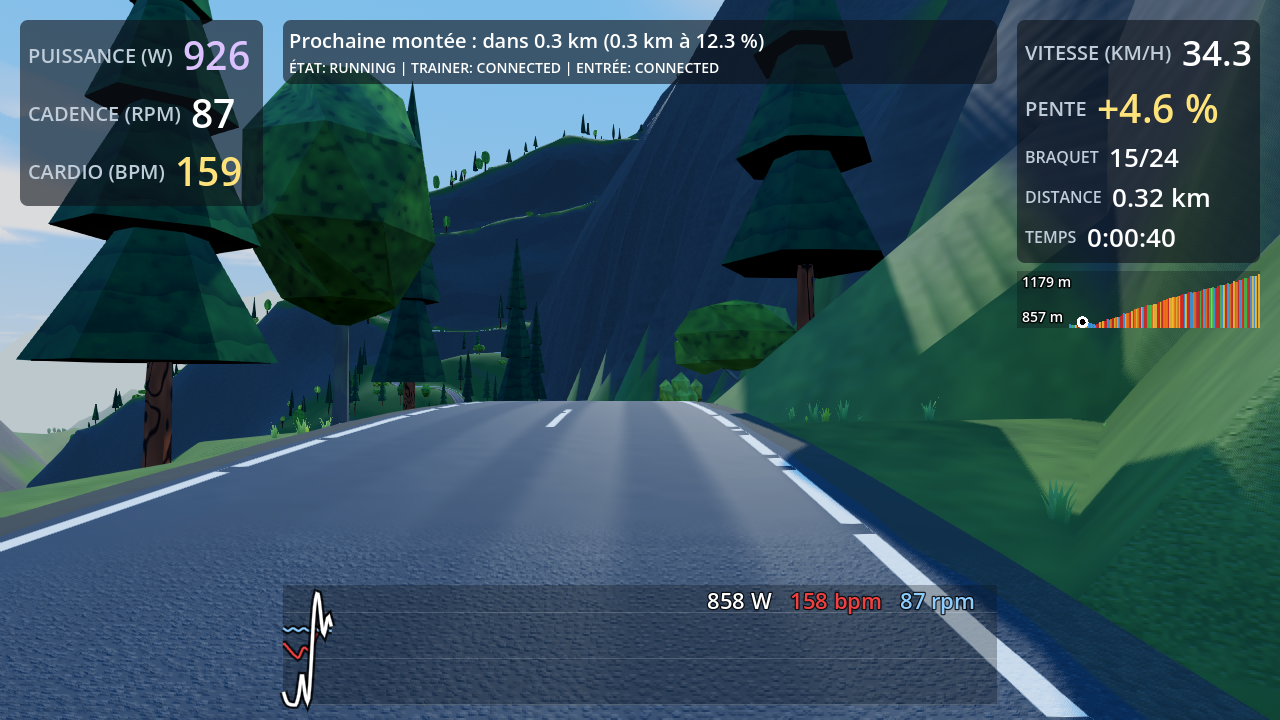 PUISSANCE (W) 926
CADENCE (RPM) 87
CARDIO (BPM) 159
Prochaine montée : dans 0.3 km (0.3 km à 12.3 %)
ÉTAT: RUNNING | TRAINER: CONNECTED | ENTRÉE: CONNECTED
VITESSE (KM/H) 34.3
PENTE +4.6 %
BRAQUET 15/24
DISTANCE 0.32 km
TEMPS 0:00:40
1179 m
857 m
858 W 158 bpm 87 rpm